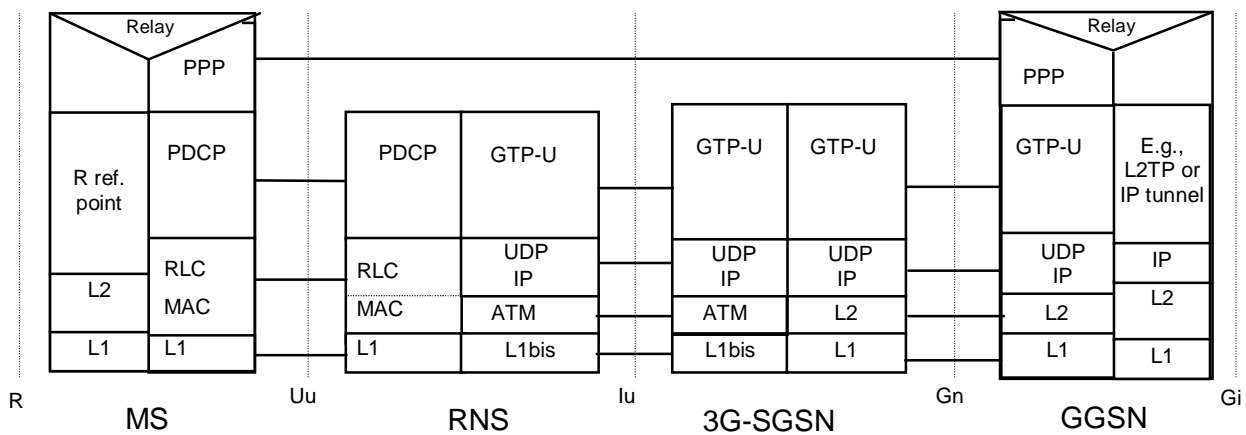 Relay
Relay
PPP
PPP
R ref.
point
PDCP
PDCP
GTP-U
GTP-U
GTP-U
GTP-U
E.g.,
L2TP or
IP tunnel
RLC
MAC
RLC
MAC
UDP
IP
UDP
IP
UDP
IP
UDP
IP
IP
L2
ATM
ATM
L2
L2
L2
L1
L1
L1
L1bis
L1bis
L1
L1
L1
R
Uu
Iu
Gn
Gi
MS
RNS
3G-SGSN
GGSN